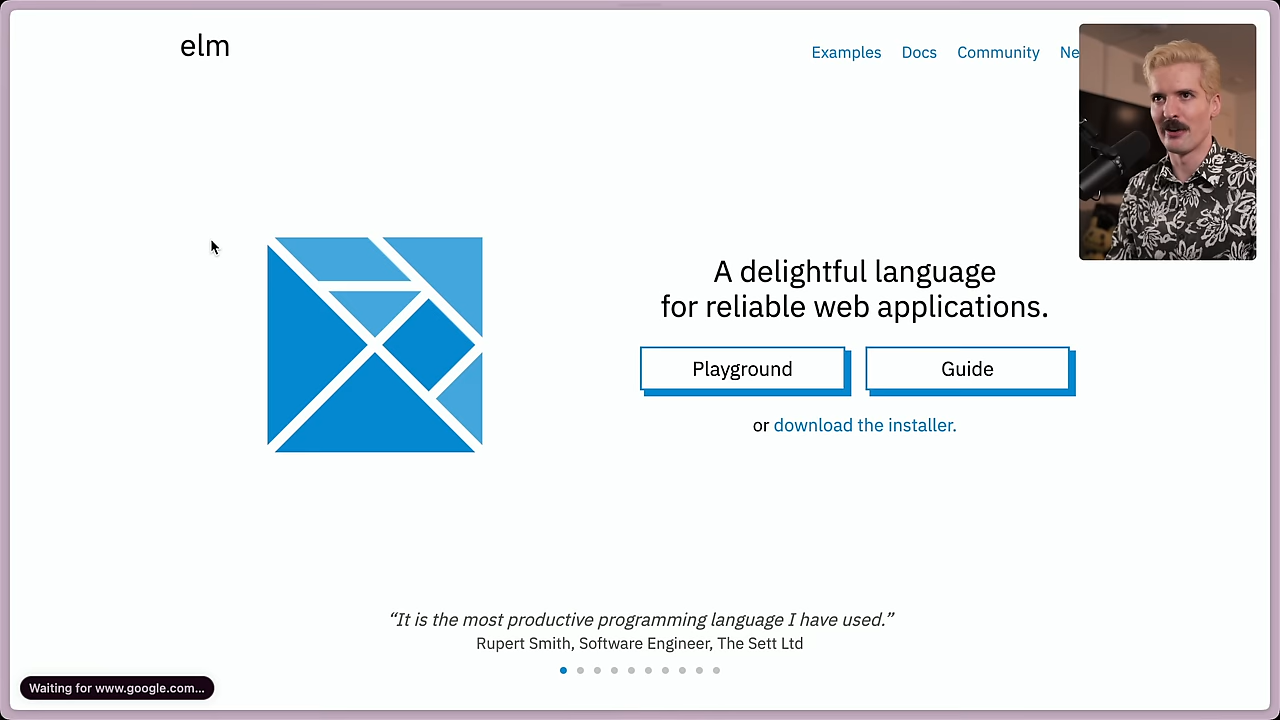 elm
Examples Docs Community Ne
A delightful language
for reliable web applications.
Playground Guide
or download the installer.
“It is the most productive programming language I have used.”
Rupert Smith, Software Engineer, The Sett Ltd
Waiting for www.google.com...